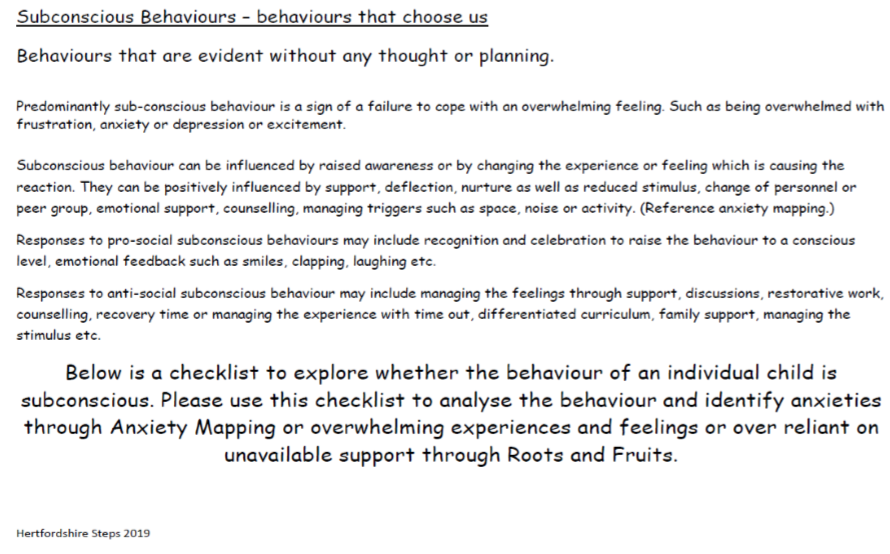 Subconscious Behaviours – behaviours that choose us
Behaviours that are evident without any thought or planning.
Predominantly sub-conscious behaviour is a sign of a failure to cope with an overwhelming feeling. Such as being overwhelmed with
frustration, anxiety or depression or excitement.
Subconscious behaviour can be influenced by raised awareness or by changing the experience or feeling which is causing the
reaction. They can be positively influenced by support, deflection, nurture as well as reduced stimulus, change of personnel or
peer group, emotional support, counselling, managing triggers such as space, noise or activity. (Reference anxiety mapping.)
Responses to pro-social subconscious behaviours may include recognition and celebration to raise the behaviour to a conscious
level, emotional feedback such as smiles, clapping, laughing etc.
Responses to anti-social subconscious behaviour may include managing the feelings through support, discussions, restorative work,
counselling, recovery time or managing the experience with time out, differentiated curriculum, family support, managing the
stimulus etc.
Below is a checklist to explore whether the behaviour of an individual child is
subconscious. Please use this checklist to analyse the behaviour and identify anxieties
through Anxiety Mapping or overwhelming experiences and feelings or over reliant on
unavailable support through Roots and Fruits.
Hertfordshire Steps 2019